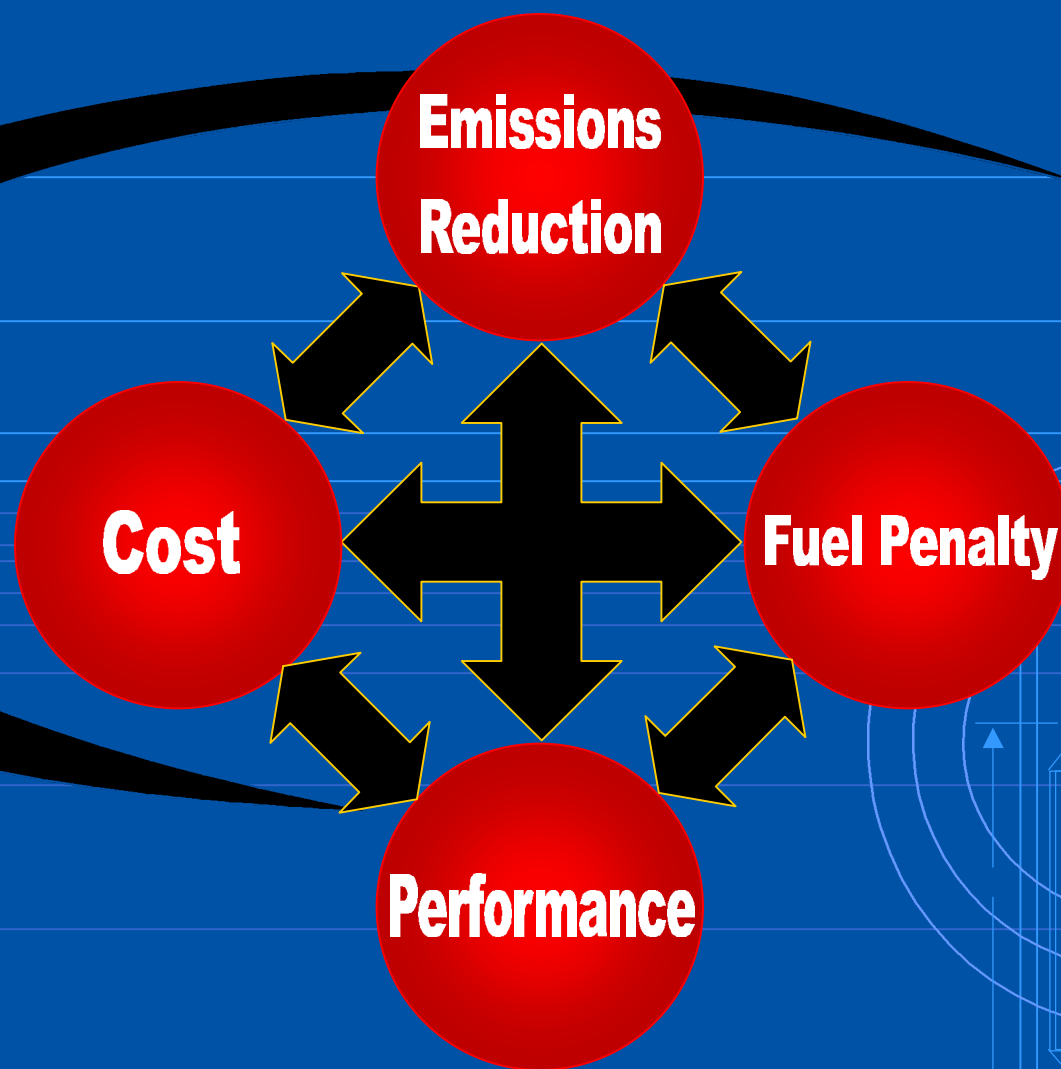 Emissions
Reduction
Cost
Fuel Penalty
Performance